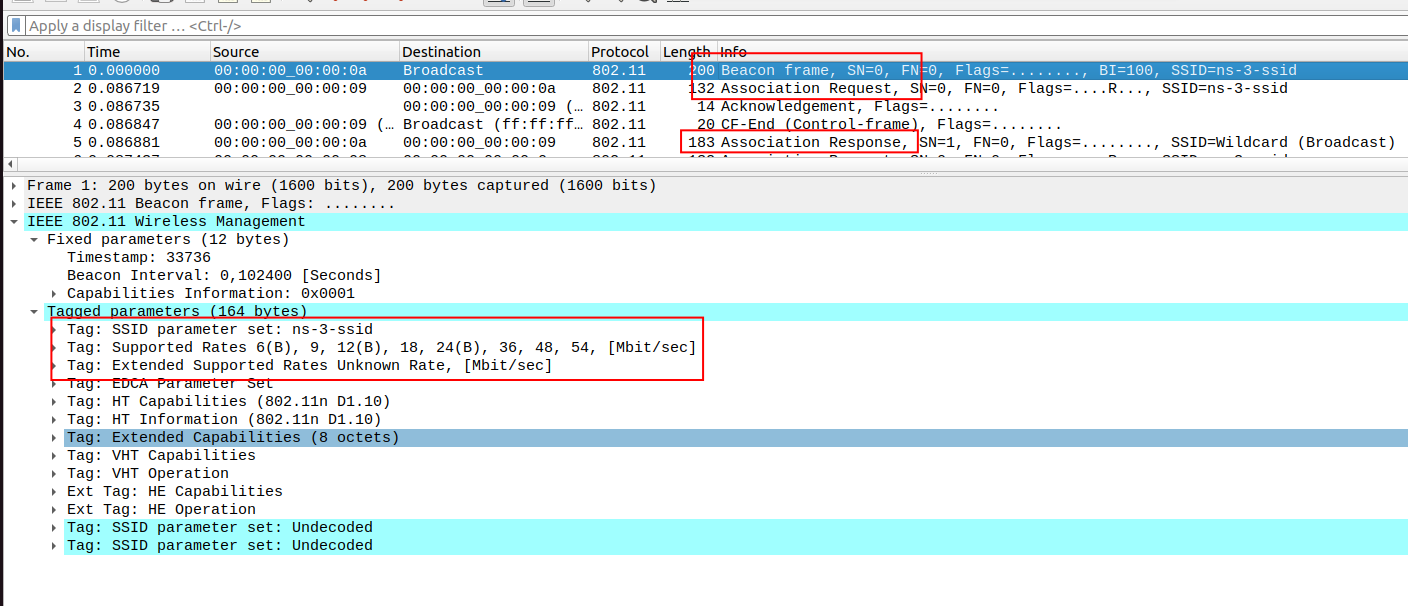 Apply a display filter … <Ctrl-/>
No. Time Source Destination Protocol Length Info
1 0.000000 00:00:00_00:00:0a Broadcast 802.11 200 Beacon frame, SN=0, FN=0, Flags=........, BI=100, SSID=ns-3-ssid
2 0.086719 00:00:00_00:00:09 00:00:00_00:00:0a 802.11 132 Association Request, SN=0, FN=0, Flags=....R..., SSID=ns-3-ssid
3 0.086735 00:00:00_00:00:09 (… 802.11 14 Acknowledgement, Flags=........
4 0.086847 00:00:00_00:00:09 (… Broadcast (ff:ff:ff… 802.11 20 CF-End (Control-frame), Flags=........
5 0.086881 00:00:00_00:00:0a 00:00:00_00:00:09 802.11 183 Association Response, SN=1, FN=0, Flags=........, SSID=Wildcard (Broadcast)
Frame 1: 200 bytes on wire (1600 bits), 200 bytes captured (1600 bits)
IEEE 802.11 Beacon frame, Flags: ........
IEEE 802.11 Wireless Management
Fixed parameters (12 bytes)
Timestamp: 33736
Beacon Interval: 0,102400 [Seconds]
Capabilities Information: 0x0001
Tagged parameters (164 bytes)
Tag: SSID parameter set: ns-3-ssid
Tag: Supported Rates 6(B), 9, 12(B), 18, 24(B), 36, 48, 54, [Mbit/sec]
Tag: Extended Supported Rates Unknown Rate, [Mbit/sec]
Tag: EDCA Parameter Set
Tag: HT Capabilities (802.11n D1.10)
Tag: HT Information (802.11n D1.10)
Tag: Extended Capabilities (8 octets)
Tag: VHT Capabilities
Tag: VHT Operation
Ext Tag: HE Capabilities
Ext Tag: HE Operation
Tag: SSID parameter set: Undecoded
Tag: SSID parameter set: Undecoded